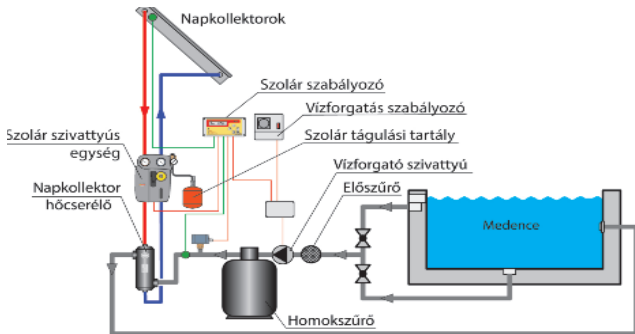 Napkollektorok
Szolár szabályozó
Vízforgatás szabályozó
Szolár szivattyús
egység
Szolár tágulási tartály
Vízforgató szivattyú
Napkollektor
hőcserélő
Előszűrő
Medence
Homokszűrő